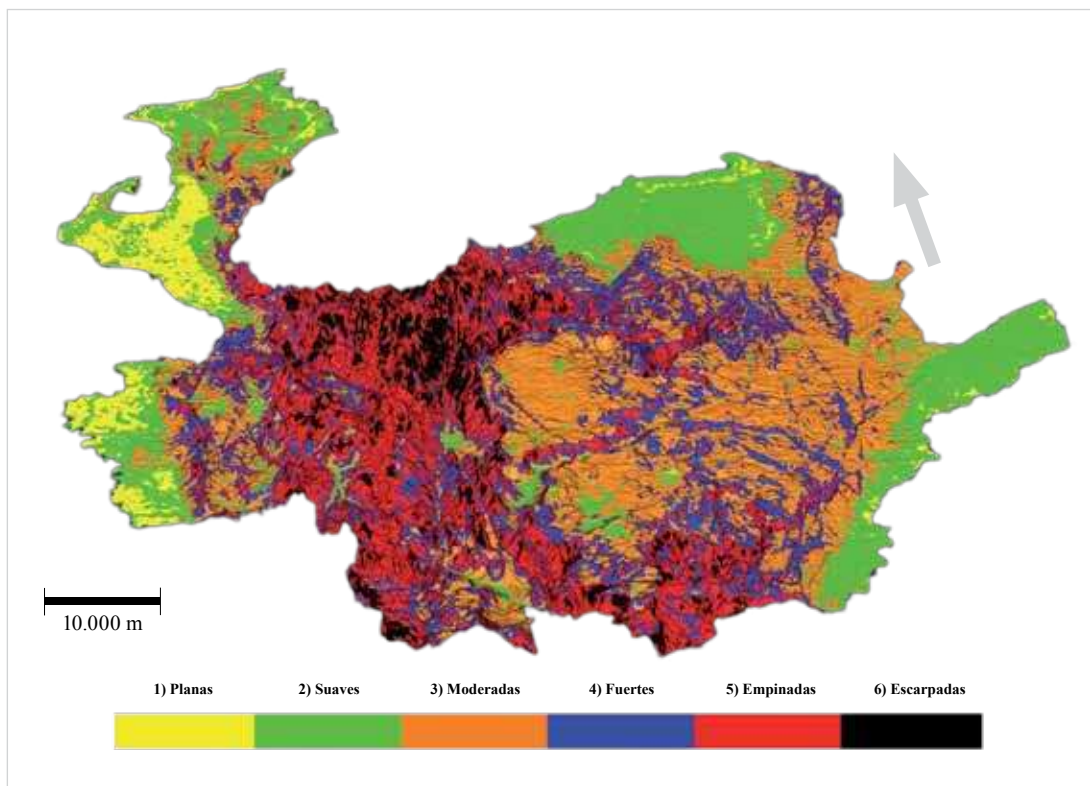 10.000 m
1) Planas 2) Suaves 3) Moderadas 4) Fuertes 5) Empinadas 6) Escarpadas